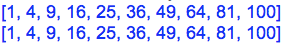 [1, 4, 9, 16, 25, 36, 49, 64, 81, 100]
[1, 4, 9, 16, 25, 36, 49, 64, 81, 100]